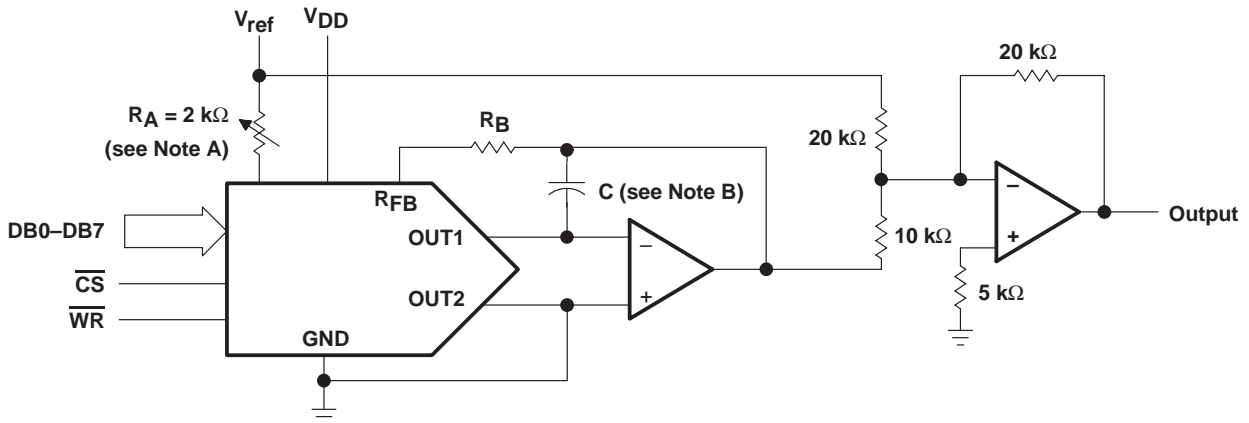 Vref
VDD
RA = 2 kΩ
(see Note A)
RB
RFB
C (see Note B)
20 kΩ
20 kΩ
DB0–DB7
OUT1
−
−
Output
10 kΩ
+
CS
OUT2
+
5 kΩ
WR
GND